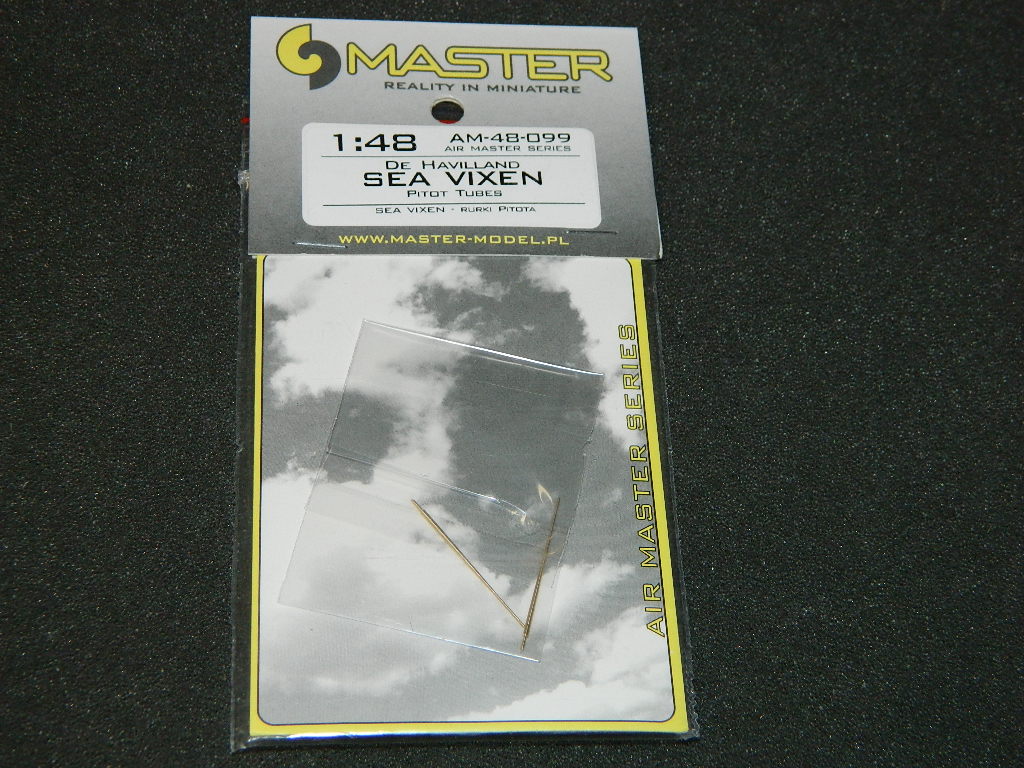 MASTER
REALITY IN MINIATURE
1:48 AM-48-099
AIR MASTER SERIES
DE HAVILLAND
SEA VIXEN
PITOT TUBES
SEA VIXEN - RURKI PITOTA
WWW.MASTER-MODEL.PL
AIR MASTER SERIES